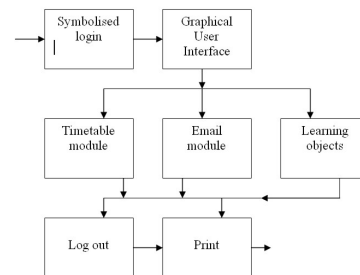 Symbolised
login
Graphical
User
Interface
Timetable
module
Email
module
Learning
objects
Log out
Print